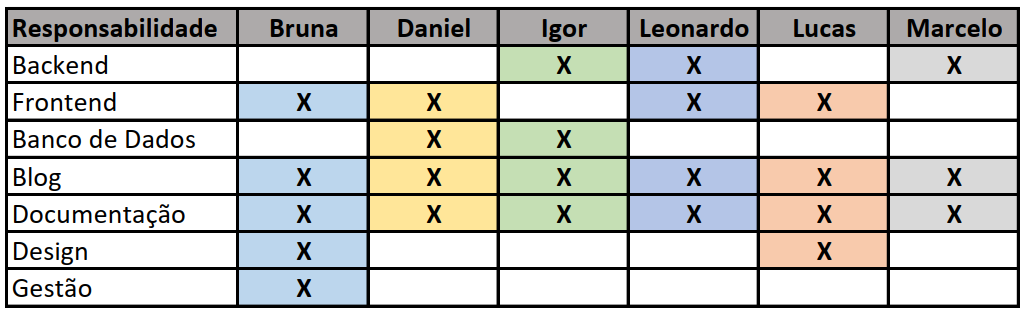 Responsabilidade Bruna Daniel Igor Leonardo Lucas Marcelo
Backend X X X
Frontend X X X X
Banco de Dados X X
Blog X X X X X X
Documentação X X X X X X
Design X X
Gestão X